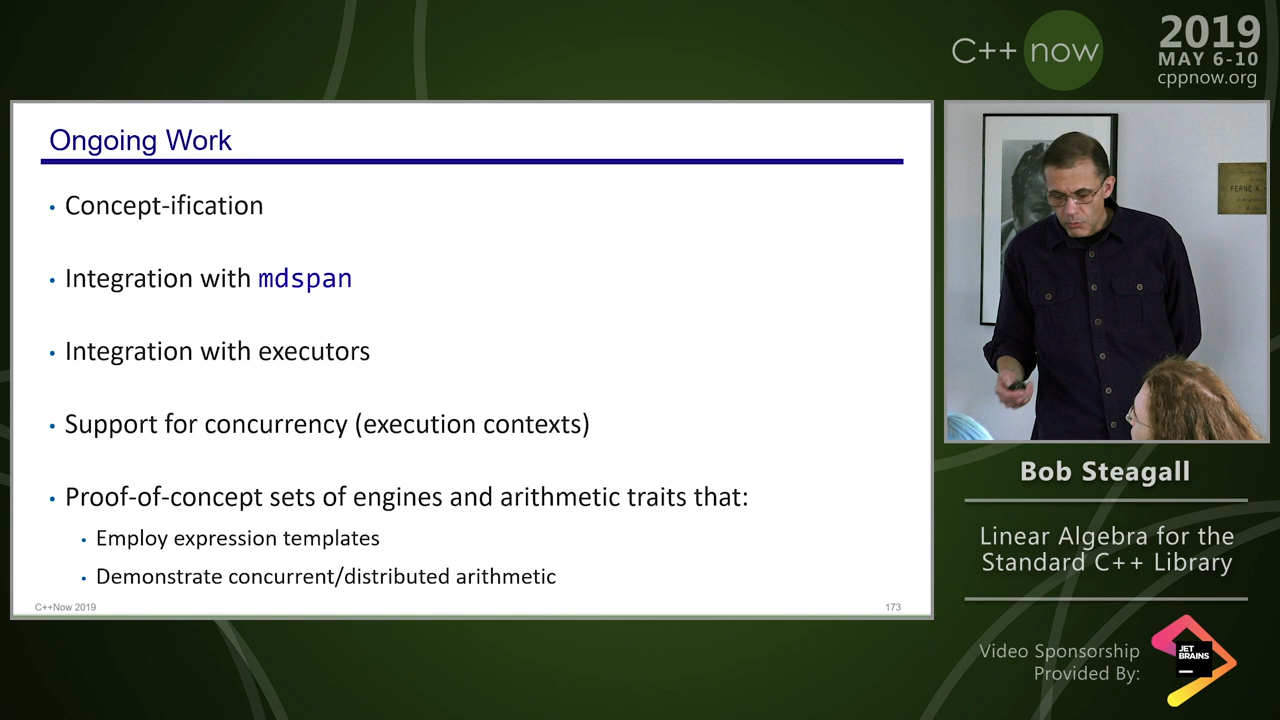 C++ now
2019
MAY 6-10
cppnow.org
Ongoing Work
• Concept-ification
• Integration with mdspan
• Integration with executors
• Support for concurrency (execution contexts)
• Proof-of-concept sets of engines and arithmetic traits that:
• Employ expression templates
• Demonstrate concurrent/distributed arithmetic
C++Now 2019
173
FERNE A.
Bob Steagall
Linear Algebra for the
Standard C++ Library
Video Sponsorship
Provided By:
JET
BRAINS